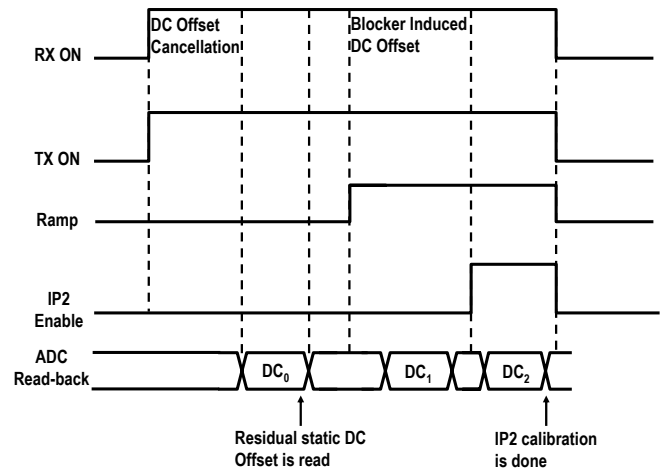 DC Offset
Cancellation
Blocker Induced
DC Offset
RX ON
TX ON
Ramp
IP2
Enable
ADC
Read-back
DC₀
DC₁
DC₂
Residual static DC
Offset is read
IP2 calibration
is done